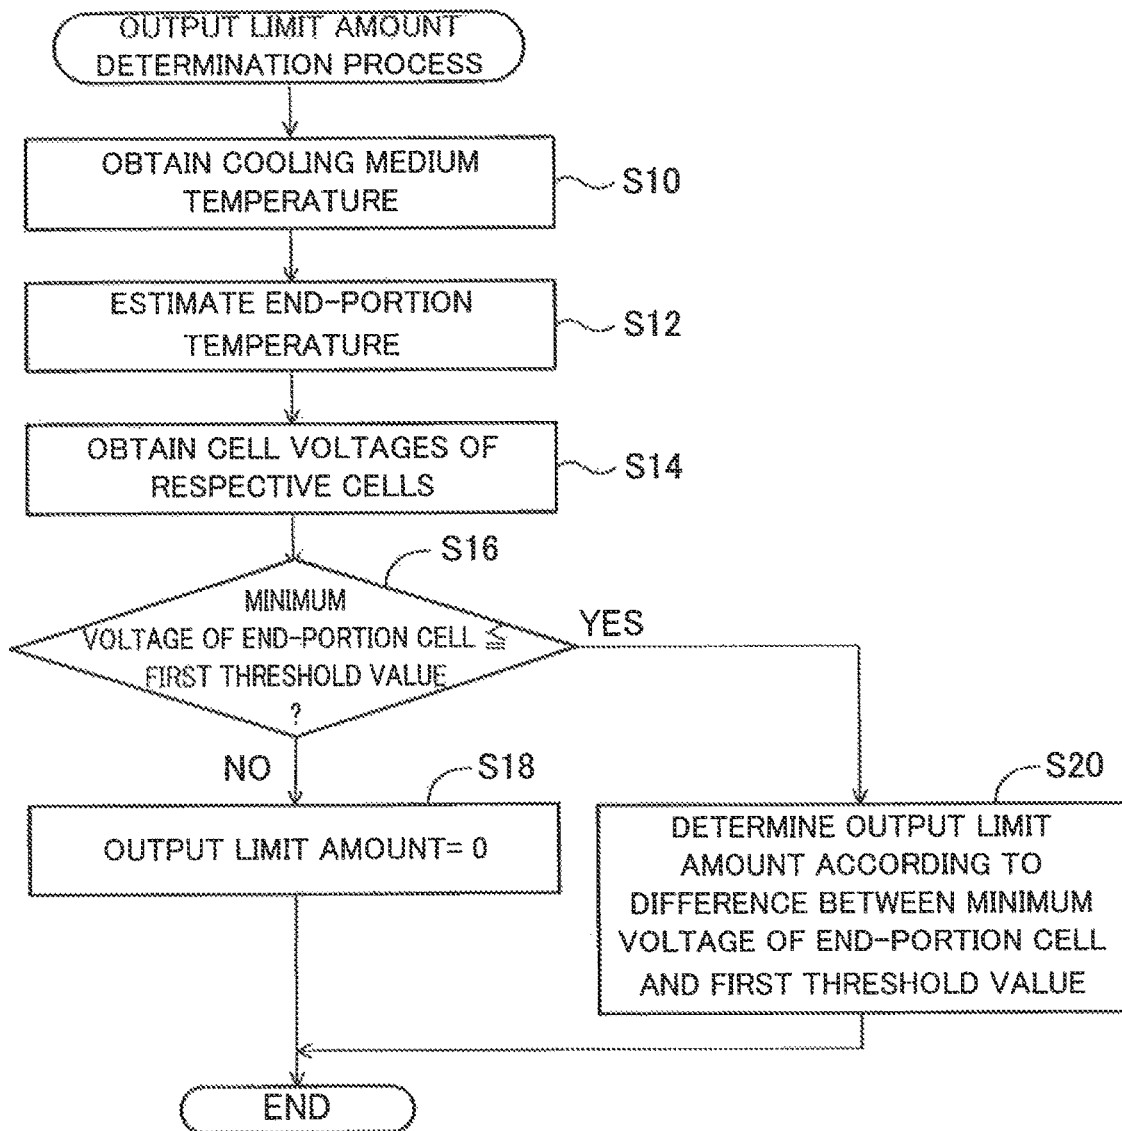 OUTPUT LIMIT AMOUNT
DETERMINATION PROCESS
OBTAIN COOLING MEDIUM
TEMPERATURE
S10
ESTIMATE END-PORTION
TEMPERATURE
S12
OBTAIN CELL VOLTAGES OF
RESPECTIVE CELLS
S14
S16
MINIMUM
VOLTAGE OF END-PORTION CELL ≦
FIRST THRESHOLD VALUE
?
YES
NO
S18
OUTPUT LIMIT AMOUNT= 0
S20
DETERMINE OUTPUT LIMIT
AMOUNT ACCORDING TO
DIFFERENCE BETWEEN MINIMUM
VOLTAGE OF END-PORTION CELL
AND FIRST THRESHOLD VALUE
END